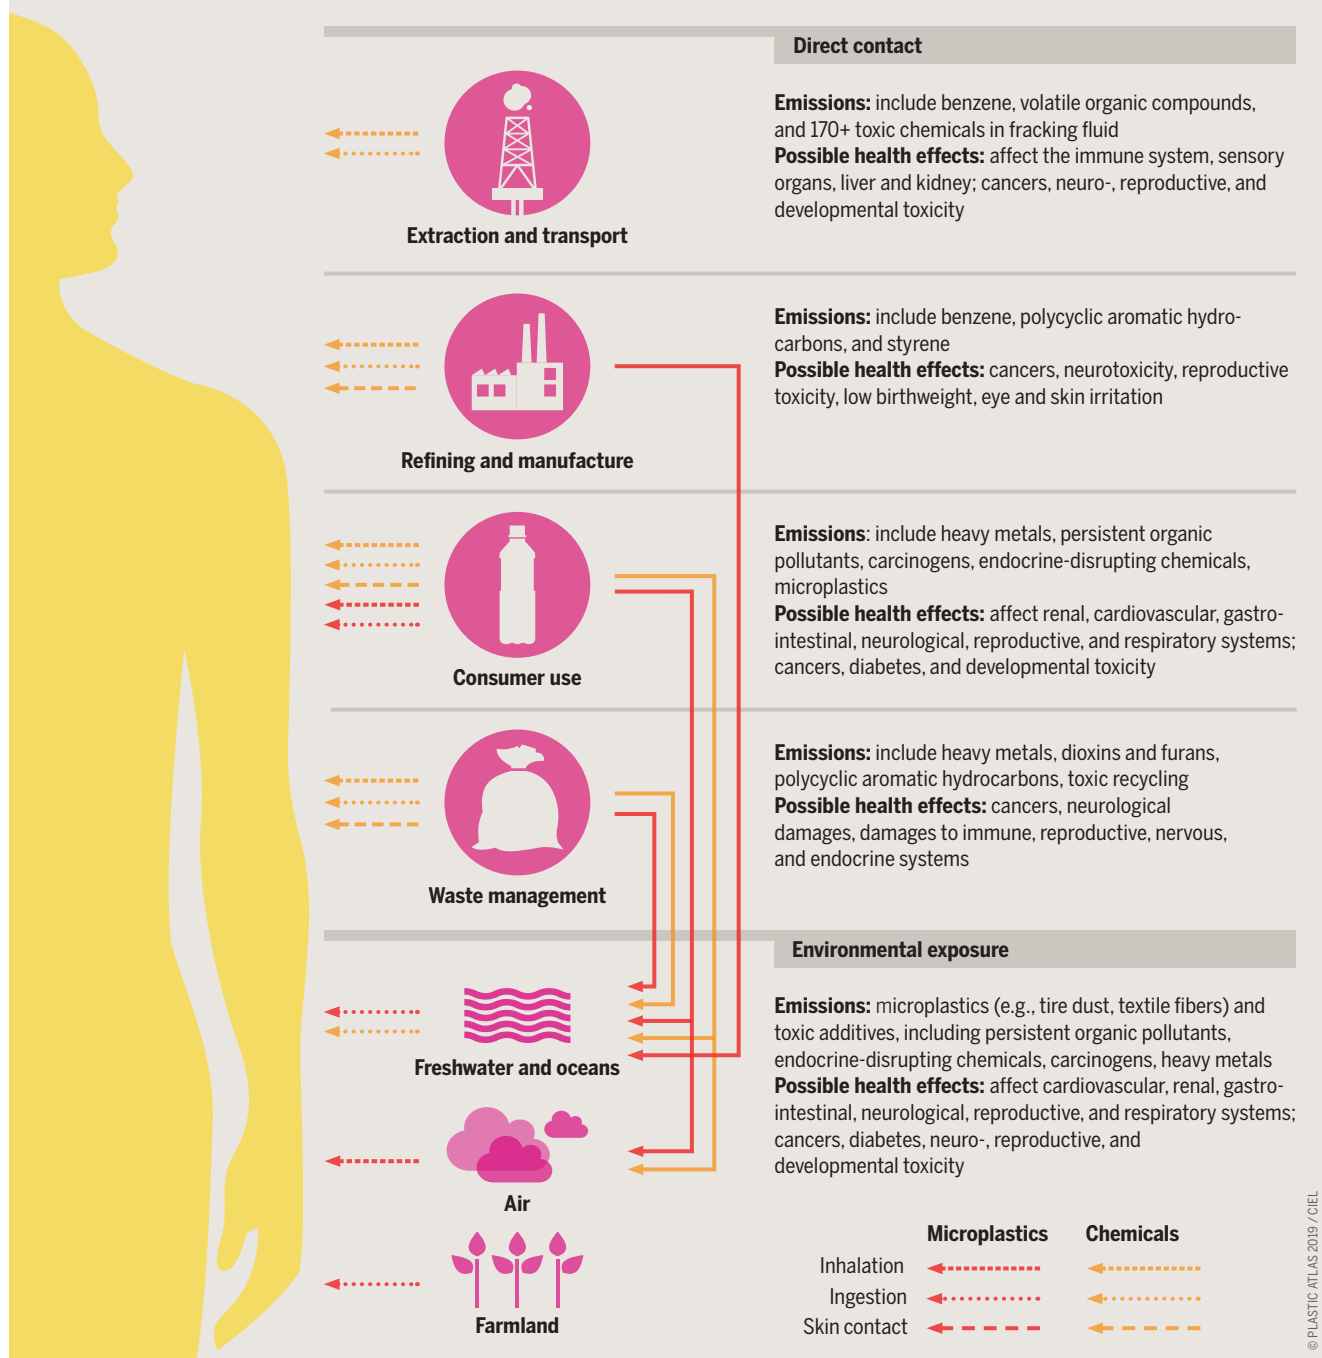 Direct contact
Emissions: include benzene, volatile organic compounds,
and 170+ toxic chemicals in fracking fluid
Possible health effects: affect the immune system, sensory
organs, liver and kidney; cancers, neuro-, reproductive, and
developmental toxicity
Extraction and transport
Emissions: include benzene, polycyclic aromatic hydro-
carbons, and styrene
Possible health effects: cancers, neurotoxicity, reproductive
toxicity, low birthweight, eye and skin irritation
Refining and manufacture
Emissions: include heavy metals, persistent organic
pollutants, carcinogens, endocrine-disrupting chemicals,
microplastics
Possible health effects: affect renal, cardiovascular, gastro-
intestinal, neurological, reproductive, and respiratory systems;
cancers, diabetes, and developmental toxicity
Consumer use
Emissions: include heavy metals, dioxins and furans,
polycyclic aromatic hydrocarbons, toxic recycling
Possible health effects: cancers, neurological
damages, damages to immune, reproductive, nervous,
and endocrine systems
Waste management
Environmental exposure
Emissions: microplastics (e.g., tire dust, textile fibers) and
toxic additives, including persistent organic pollutants,
endocrine-disrupting chemicals, carcinogens, heavy metals
Possible health effects: affect cardiovascular, renal, gastro-
intestinal, neurological, reproductive, and respiratory systems;
cancers, diabetes, neuro-, reproductive, and
developmental toxicity
Freshwater and oceans
Air
Farmland
Microplastics Chemicals
Inhalation
Ingestion
Skin contact
© PLASTIC ATLAS 2019 / CIEL